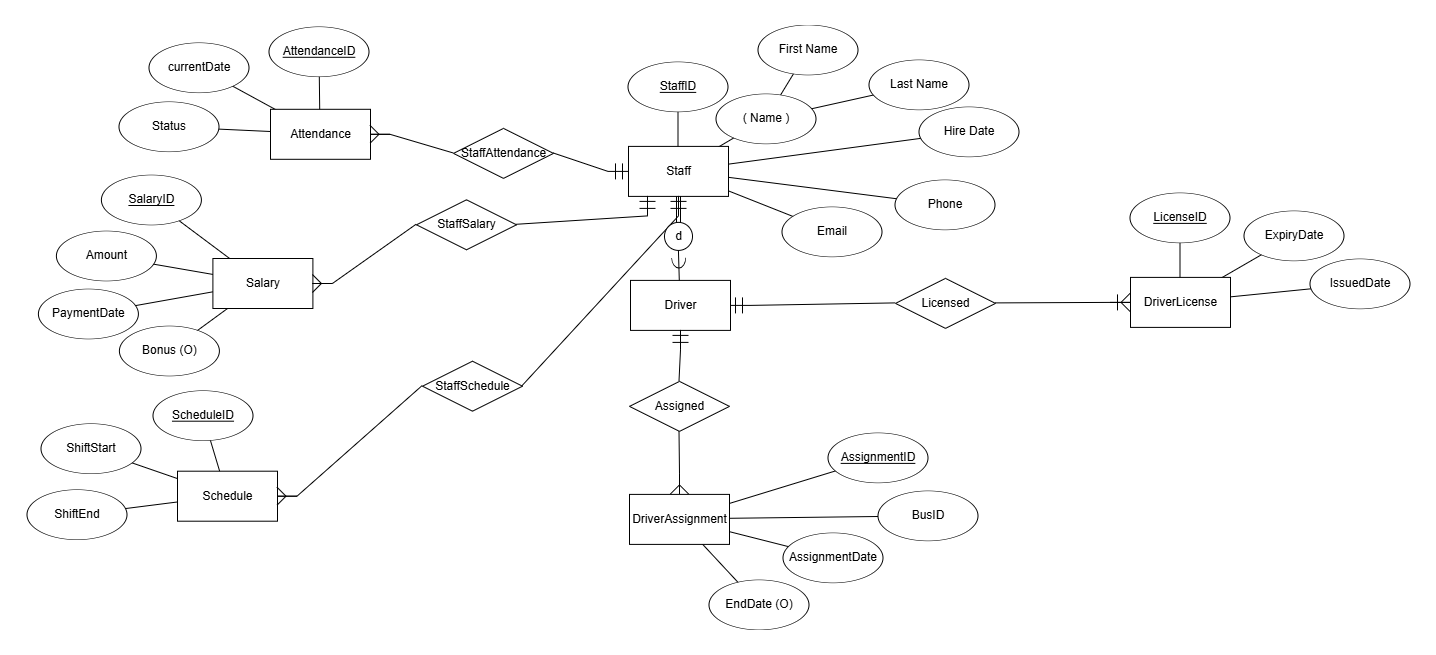 First Name
AttendanceID
currentDate
StaffID
Last Name
( Name )
Status
Attendance
Hire Date
StaffAttendance
Staff
SalaryID
Phone
LicenseID
StaffSalary
Email
d
ExpiryDate
Amount
Salary
IssuedDate
Driver
Licensed
DriverLicense
PaymentDate
Bonus (O)
StaffSchedule
Assigned
ScheduleID
ShiftStart
AssignmentID
Schedule
ShiftEnd
DriverAssignment
BusID
AssignmentDate
EndDate (O)